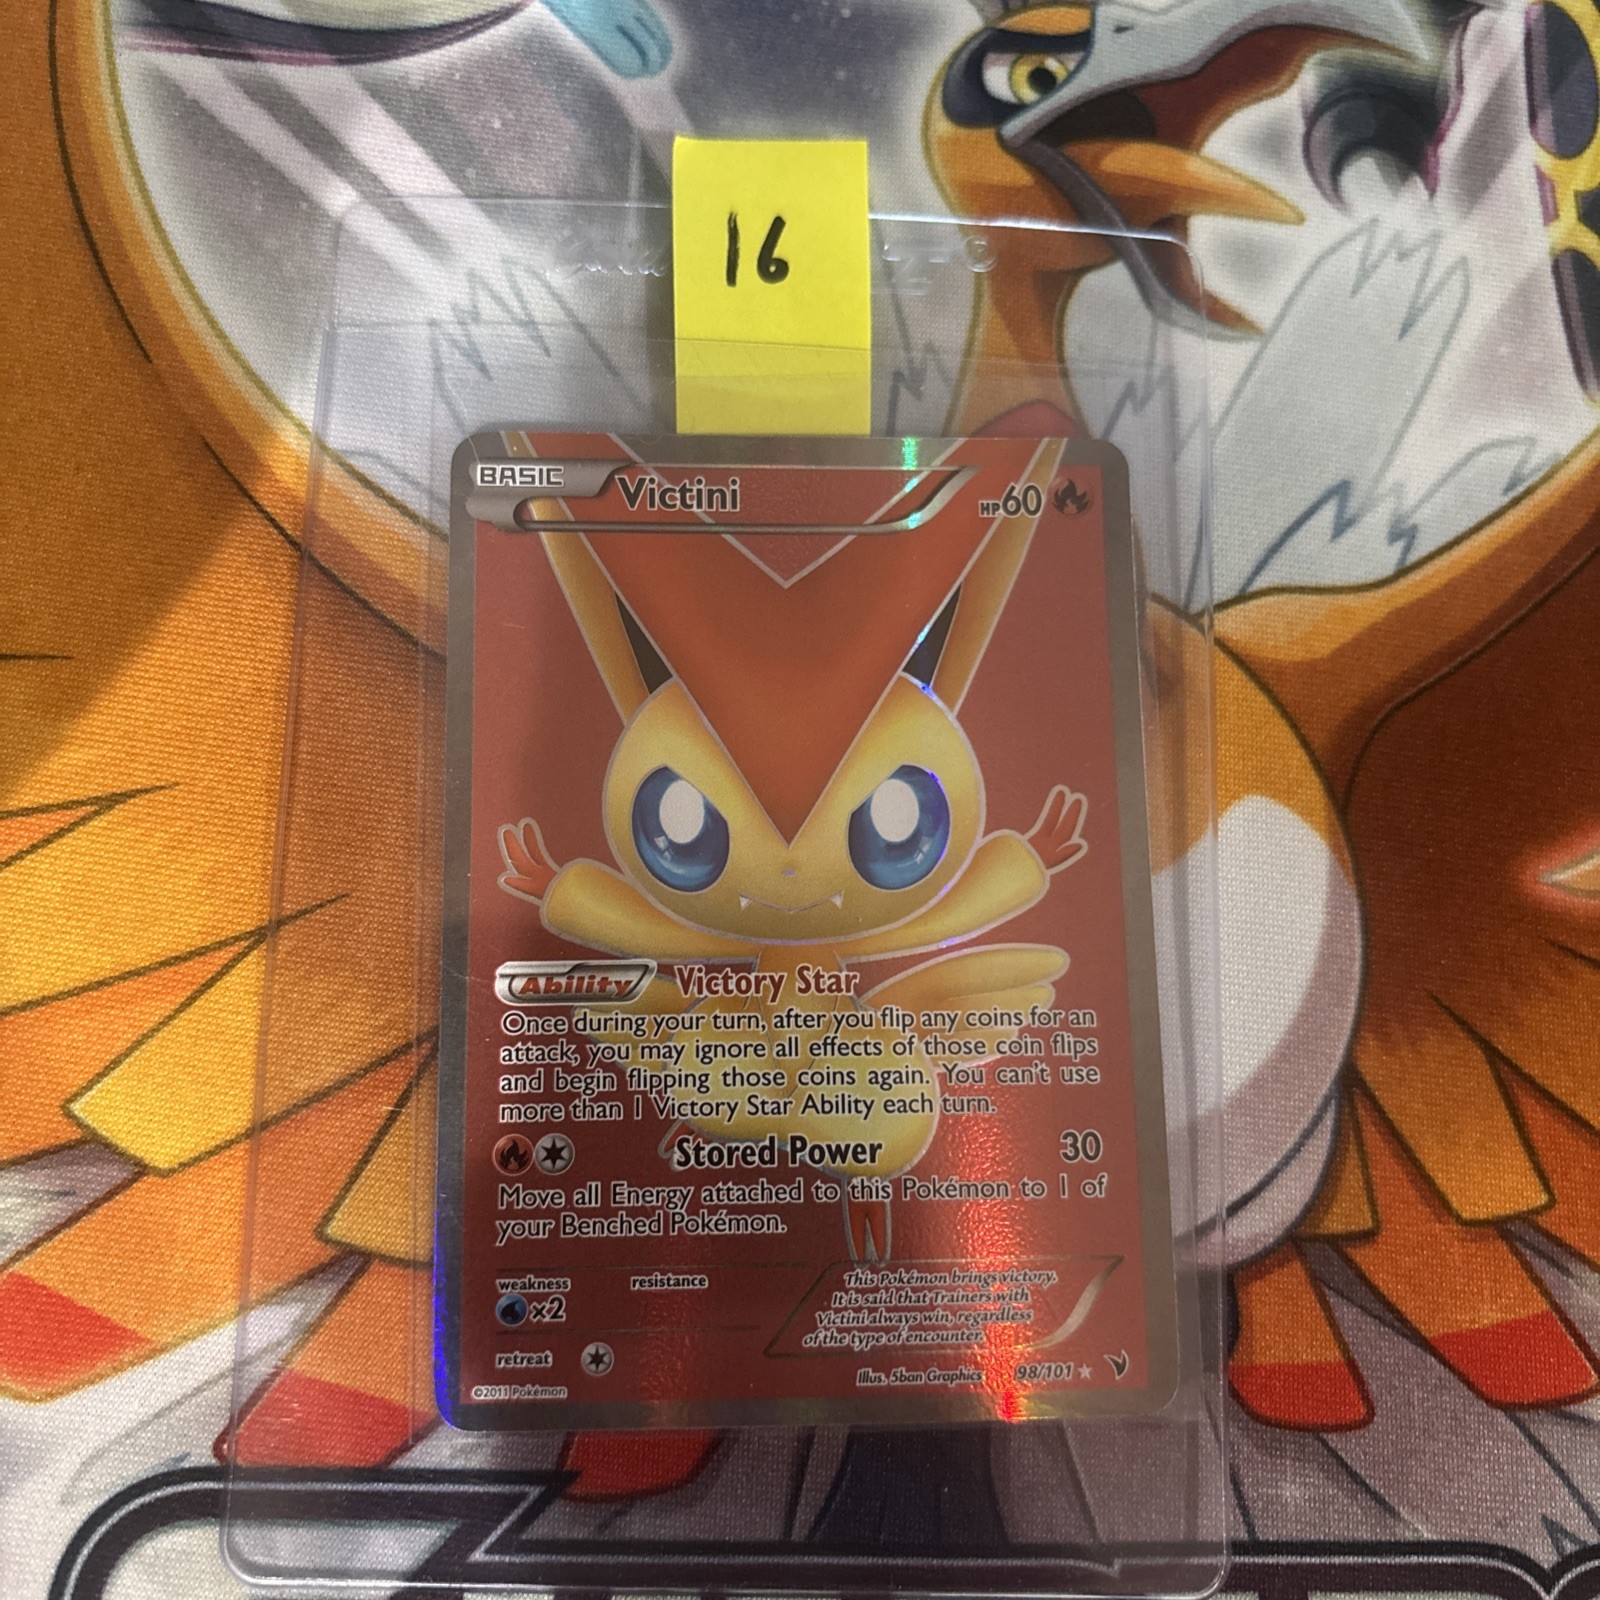 16
BASIC Victini HP60
Ability Victory Star
Once during your turn, after you flip any coins for an
attack, you may ignore all effects of those coin flips
and begin flipping those coins again. You can't use
more than 1 Victory Star Ability each turn.
Stored Power 30
Move all Energy attached to this Pokémon to 1 of
your Benched Pokémon.
weakness resistance
×2
retreat
This Pokémon brings victory.
It is said that Trainers with
Victini always win, regardless
of the type of encounter.
Illus. 5ban Graphics 98/101
©2011 Pokémon